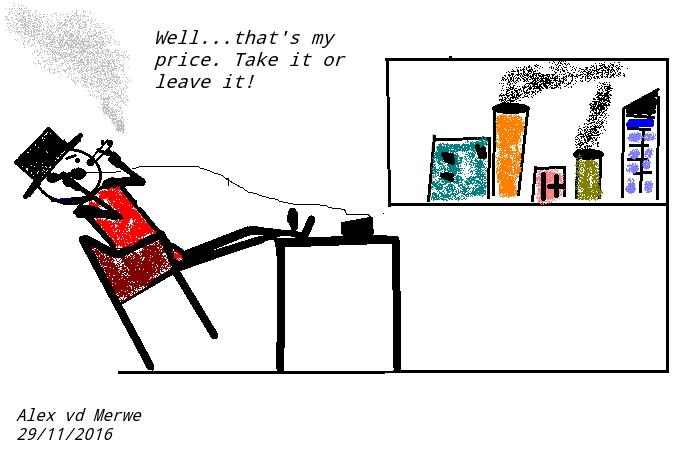 Well...that's my
price. Take it or
leave it!
Alex vd Merwe
29/11/2016